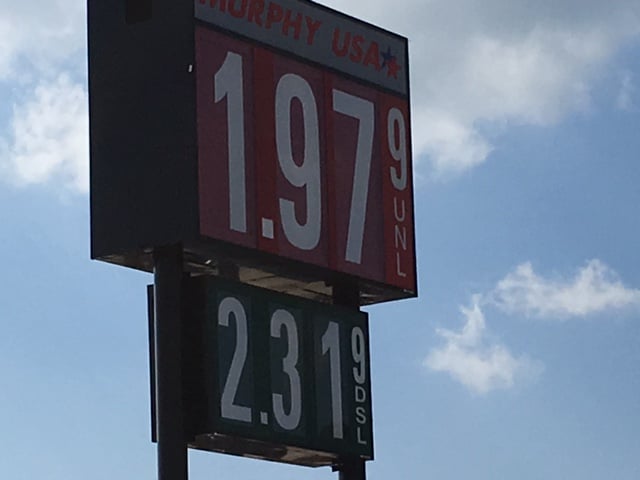 MURPHY USA
1.97 9 UNL
2.31 9 DSL